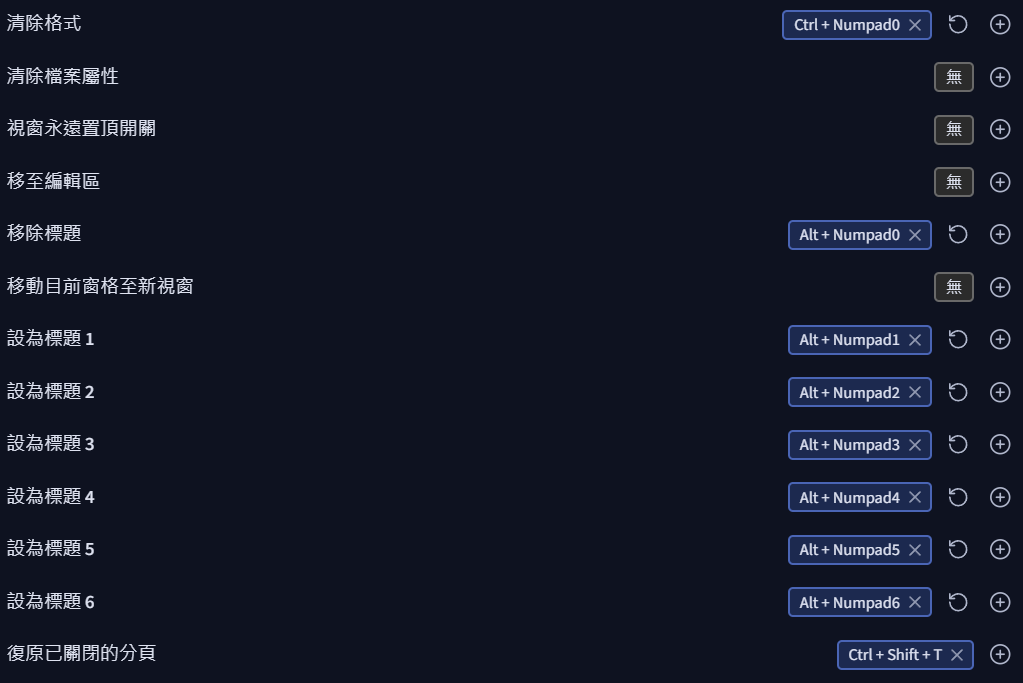 清除格式 Ctrl + Numpad0
清除檔案屬性 無
視窗永遠置頂開關 無
移至編輯區 無
移除標題 Alt + Numpad0
移動目前窗格至新視窗 無
設為標題 1 Alt + Numpad1
設為標題 2 Alt + Numpad2
設為標題 3 Alt + Numpad3
設為標題 4 Alt + Numpad4
設為標題 5 Alt + Numpad5
設為標題 6 Alt + Numpad6
復原已關閉的分頁 Ctrl + Shift + T